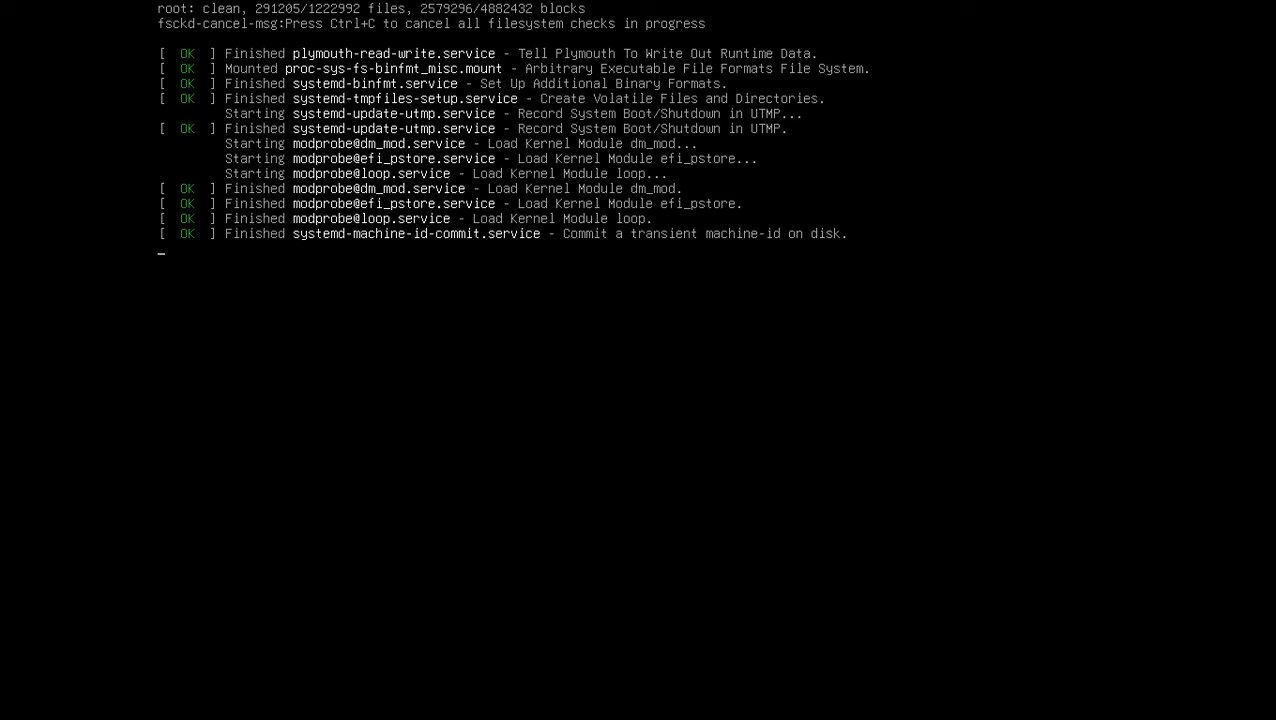 root: clean, 291205/1222992 files, 2579296/4882432 blocks
fsckd-cancel-msg:Press Ctrl+C to cancel all filesystem checks in progress
[  OK  ] Finished plymouth-read-write.service - Tell Plymouth To Write Out Runtime Data.
[  OK  ] Mounted proc-sys-fs-binfmt_misc.mount - Arbitrary Executable File Formats File System.
[  OK  ] Finished systemd-binfmt.service - Set Up Additional Binary Formats.
[  OK  ] Finished systemd-tmpfiles-setup.service - Create Volatile Files and Directories.
         Starting systemd-update-utmp.service - Record System Boot/Shutdown in UTMP...
[  OK  ] Finished systemd-update-utmp.service - Record System Boot/Shutdown in UTMP.
         Starting modprobe@dm_mod.service - Load Kernel Module dm_mod...
         Starting modprobe@efi_pstore.service - Load Kernel Module efi_pstore...
         Starting modprobe@loop.service - Load Kernel Module loop...
[  OK  ] Finished modprobe@dm_mod.service - Load Kernel Module dm_mod.
[  OK  ] Finished modprobe@efi_pstore.service - Load Kernel Module efi_pstore.
[  OK  ] Finished modprobe@loop.service - Load Kernel Module loop.
[  OK  ] Finished systemd-machine-id-commit.service - Commit a transient machine-id on disk.